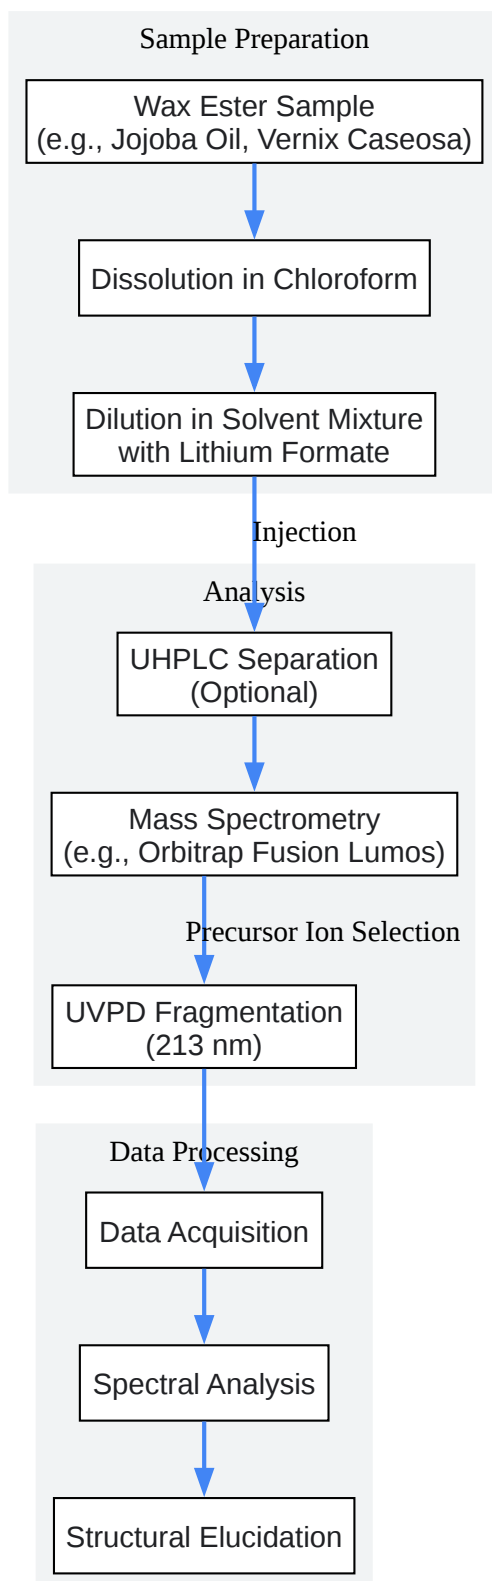 Sample Preparation
Wax Ester Sample
(e.g., Jojoba Oil, Vernix Caseosa)
Dissolution in Chloroform
Dilution in Solvent Mixture
with Lithium Formate
Injection
Analysis
UHPLC Separation
(Optional)
Mass Spectrometry
(e.g., Orbitrap Fusion Lumos)
Precursor Ion Selection
UVPD Fragmentation
(213 nm)
Data Processing
Data Acquisition
Spectral Analysis
Structural Elucidation